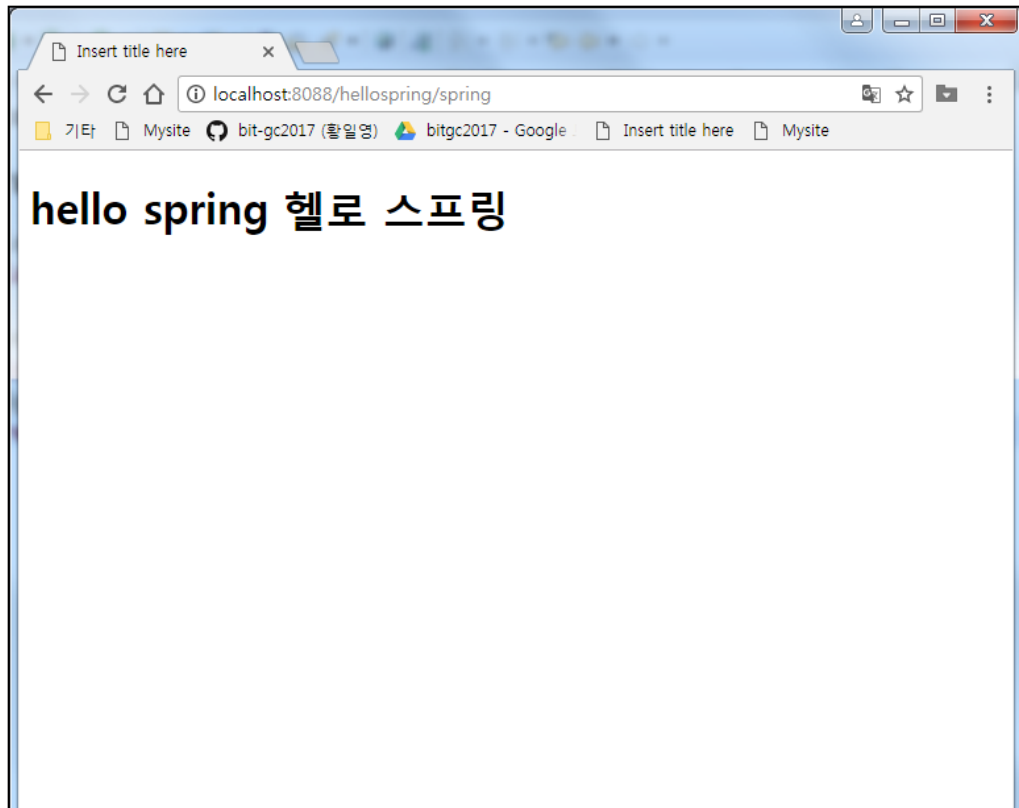 Insert title here
localhost:8088/hellospring/spring
기타 Mysite bit-gc2017 (황일영) bitgc2017 - Google Insert title here Mysite
hello spring 헬로 스프링